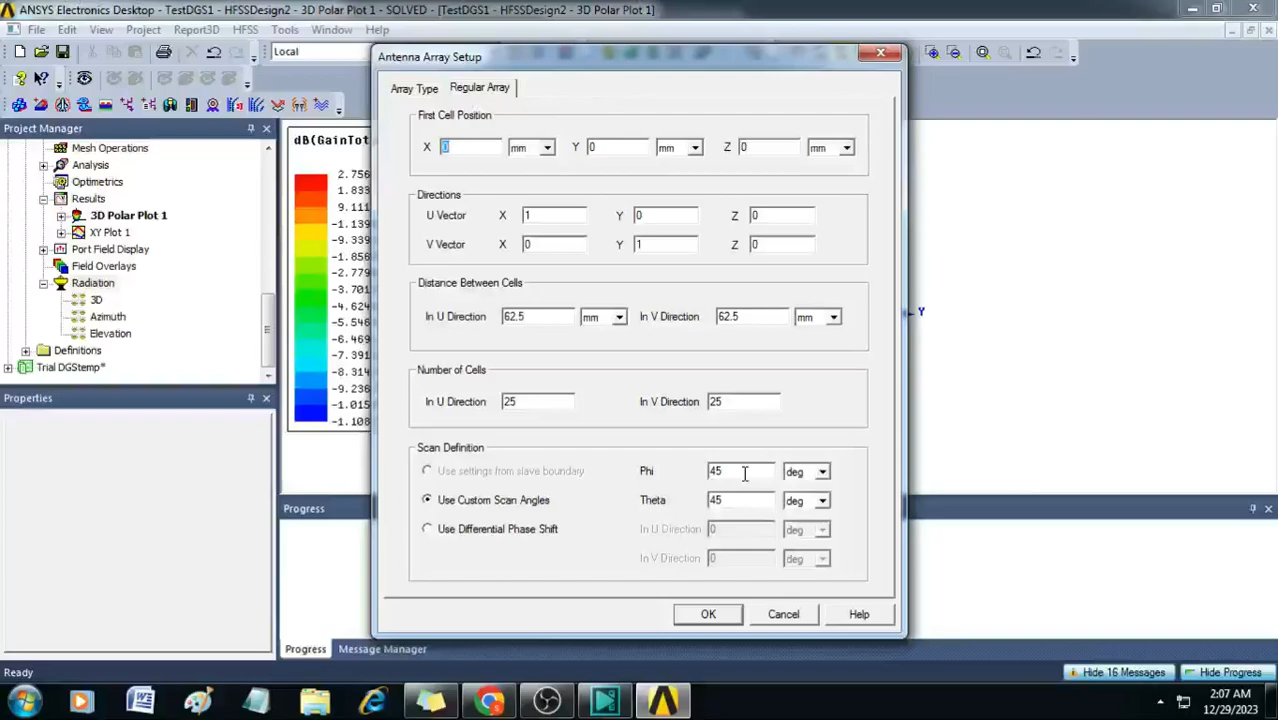 ANSYS Electronics Desktop - TestDGS1 - HFSSDesign2 - 3D Polar Plot 1 - SOLVED - [TestDGS1 - HFSSDesign2 - 3D Polar Plot 1]
File Edit View Project Report3D HFSS Tools Window Help
Local
Antenna Array Setup
Array Type Regular Array
Project Manager
Mesh Operations
Analysis
Optimetrics
Results
3D Polar Plot 1
XY Plot 1
Port Field Display
Field Overlays
Radiation
3D
Azimuth
Elevation
Definitions
Trial DGStemp*
Properties
dB(GainTot
2.756
1.833
9.111
-1.139
-9.339
-1.856
-2.778
-3.701
-4.624
-5.546
-6.469
-7.391
-8.314
-9.236
-1.015
-1.108
First Cell Position
X 0 mm Y 0 mm Z 0 mm
Directions
U Vector X 1 Y 0 Z 0
V Vector X 0 Y 1 Z 0
Distance Between Cells
In U Direction 62.5 mm In V Direction 62.5 mm
Number of Cells
In U Direction 25 In V Direction 25
Scan Definition
Use settings from slave boundary Phi 45 deg
Use Custom Scan Angles Theta 45 deg
Use Differential Phase Shift In U Direction 0 deg
In V Direction 0 deg
OK Cancel Help
Y
Progress
Progress Message Manager
Ready Hide 16 Messages Hide Progress
2:07 AM
12/29/2023